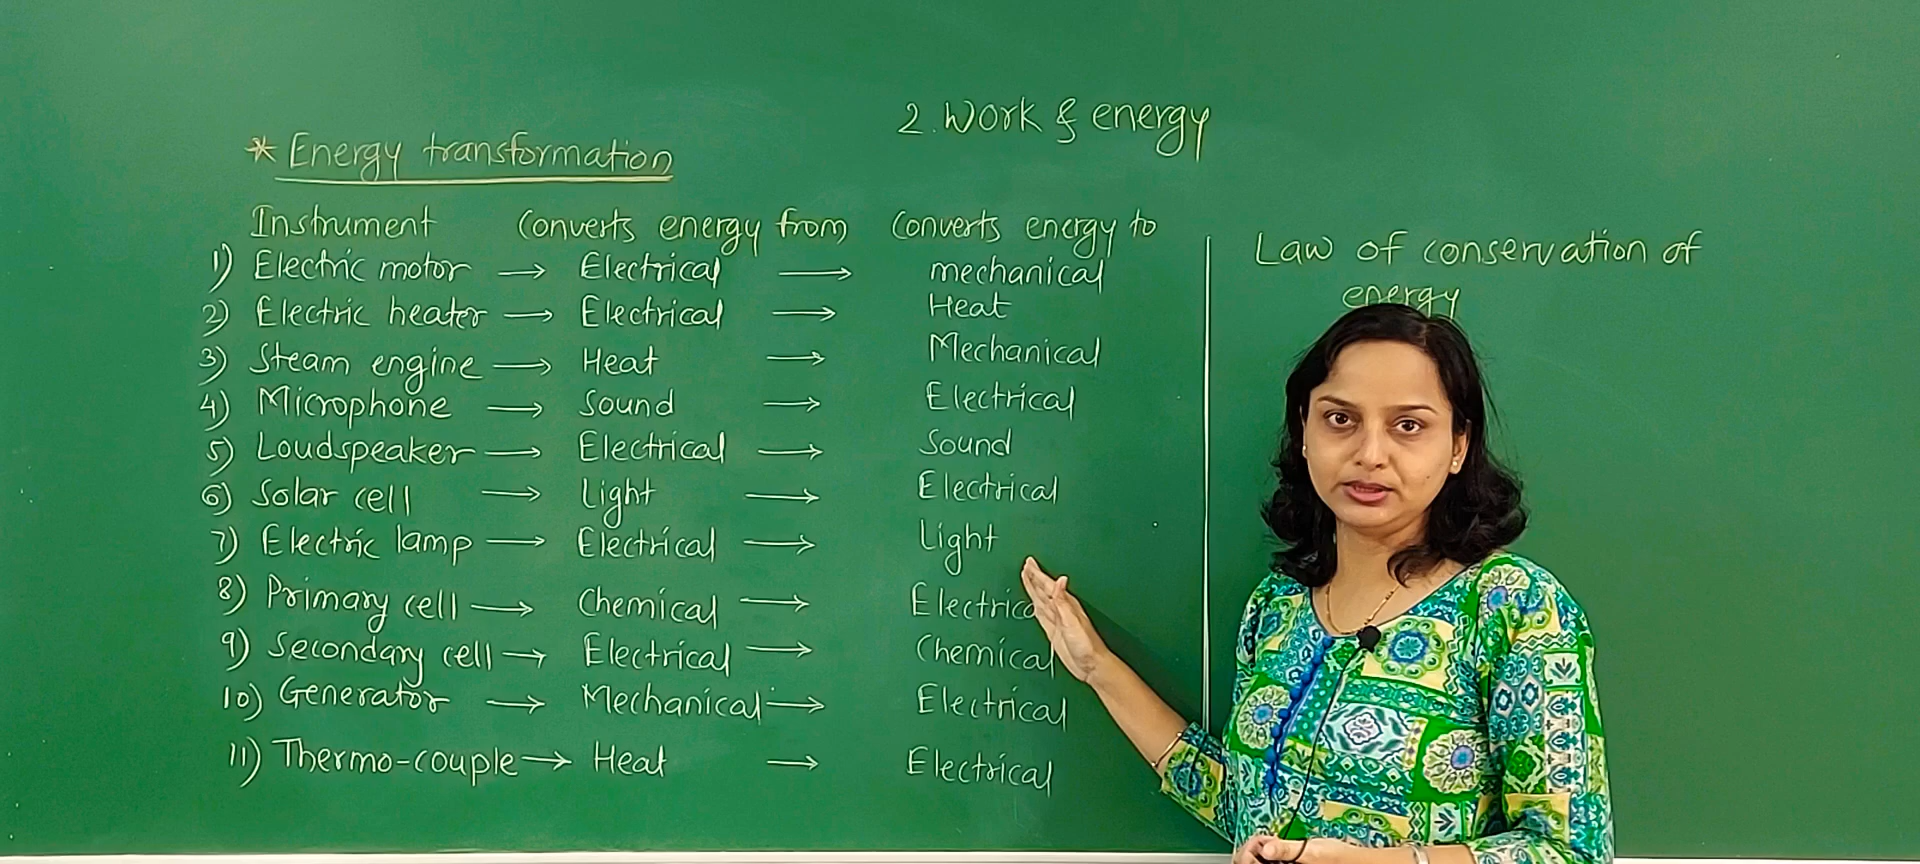 2. Work & energy
* Energy transformation
Instrument Converts energy from Converts energy to
1) Electric motor → Electrical → mechanical
2) Electric heater → Electrical → Heat
3) Steam engine → Heat → Mechanical
4) Microphone → Sound → Electrical
5) Loudspeaker → Electrical → Sound
6) Solar cell → Light → Electrical
7) Electric lamp → Electrical → Light
8) Primary cell → Chemical → Electrica
9) Secondary cell → Electrical → Chemical
10) Generator → Mechanical → Electrical
11) Thermo-couple → Heat → Electrical
Law of conservation of
energy